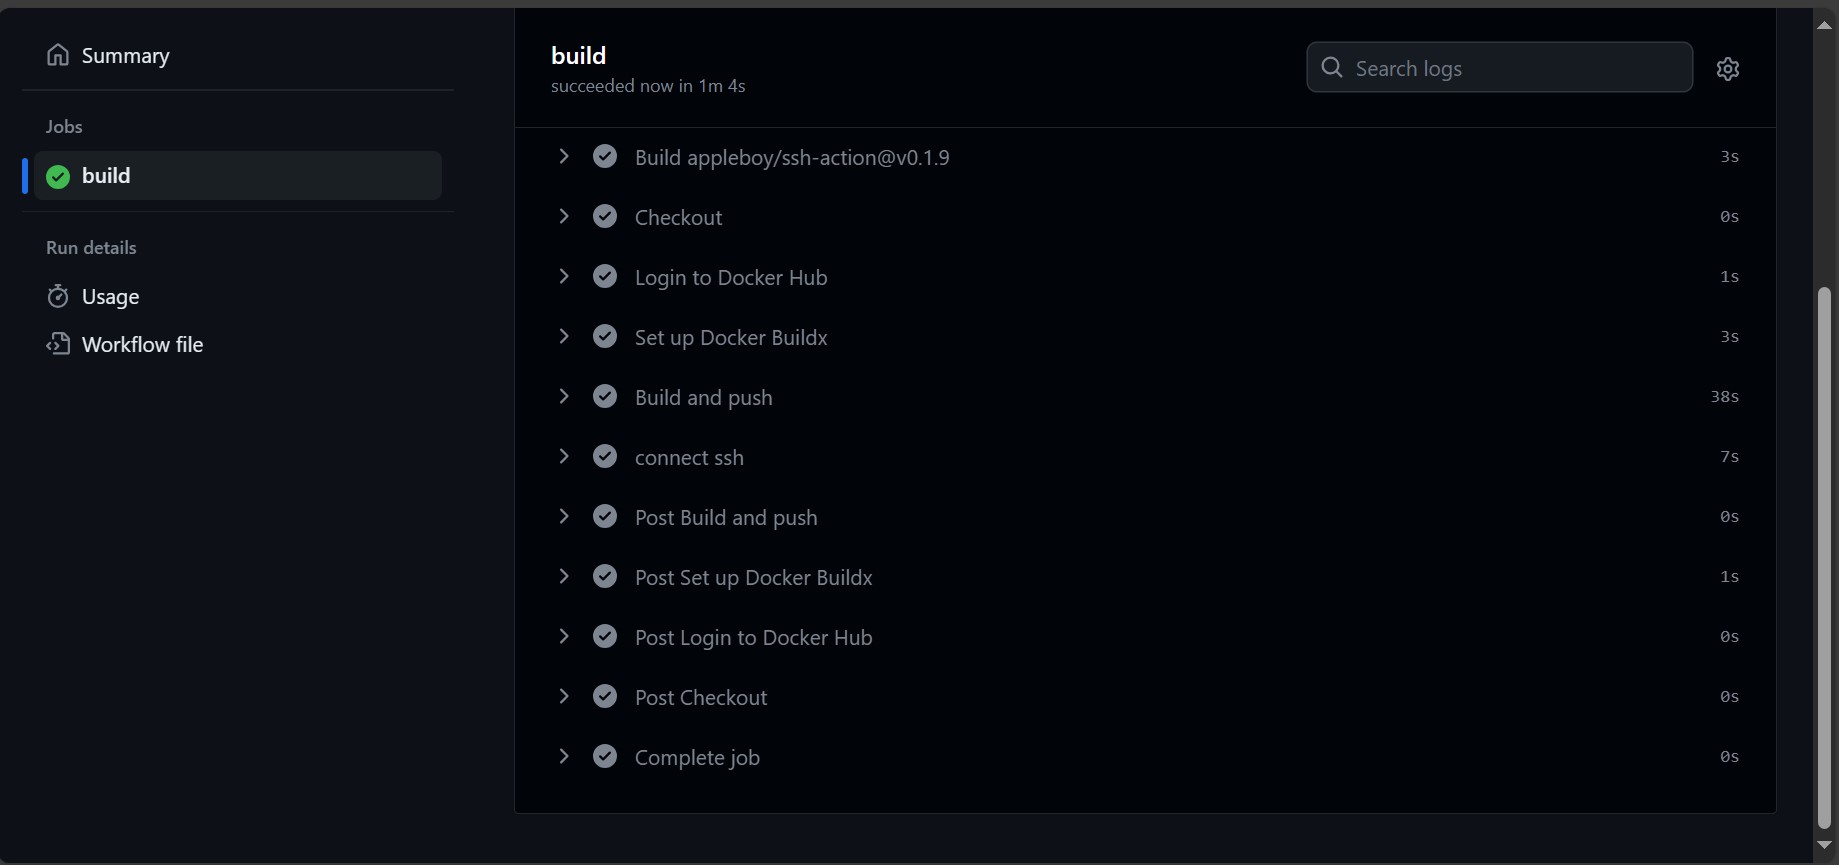 Summary
Jobs
build
Run details
Usage
Workflow file
build
succeeded now in 1m 4s
Search logs
Build appleboy/ssh-action@v0.1.9 3s
Checkout 0s
Login to Docker Hub 1s
Set up Docker Buildx 3s
Build and push 38s
connect ssh 7s
Post Build and push 0s
Post Set up Docker Buildx 1s
Post Login to Docker Hub 0s
Post Checkout 0s
Complete job 0s